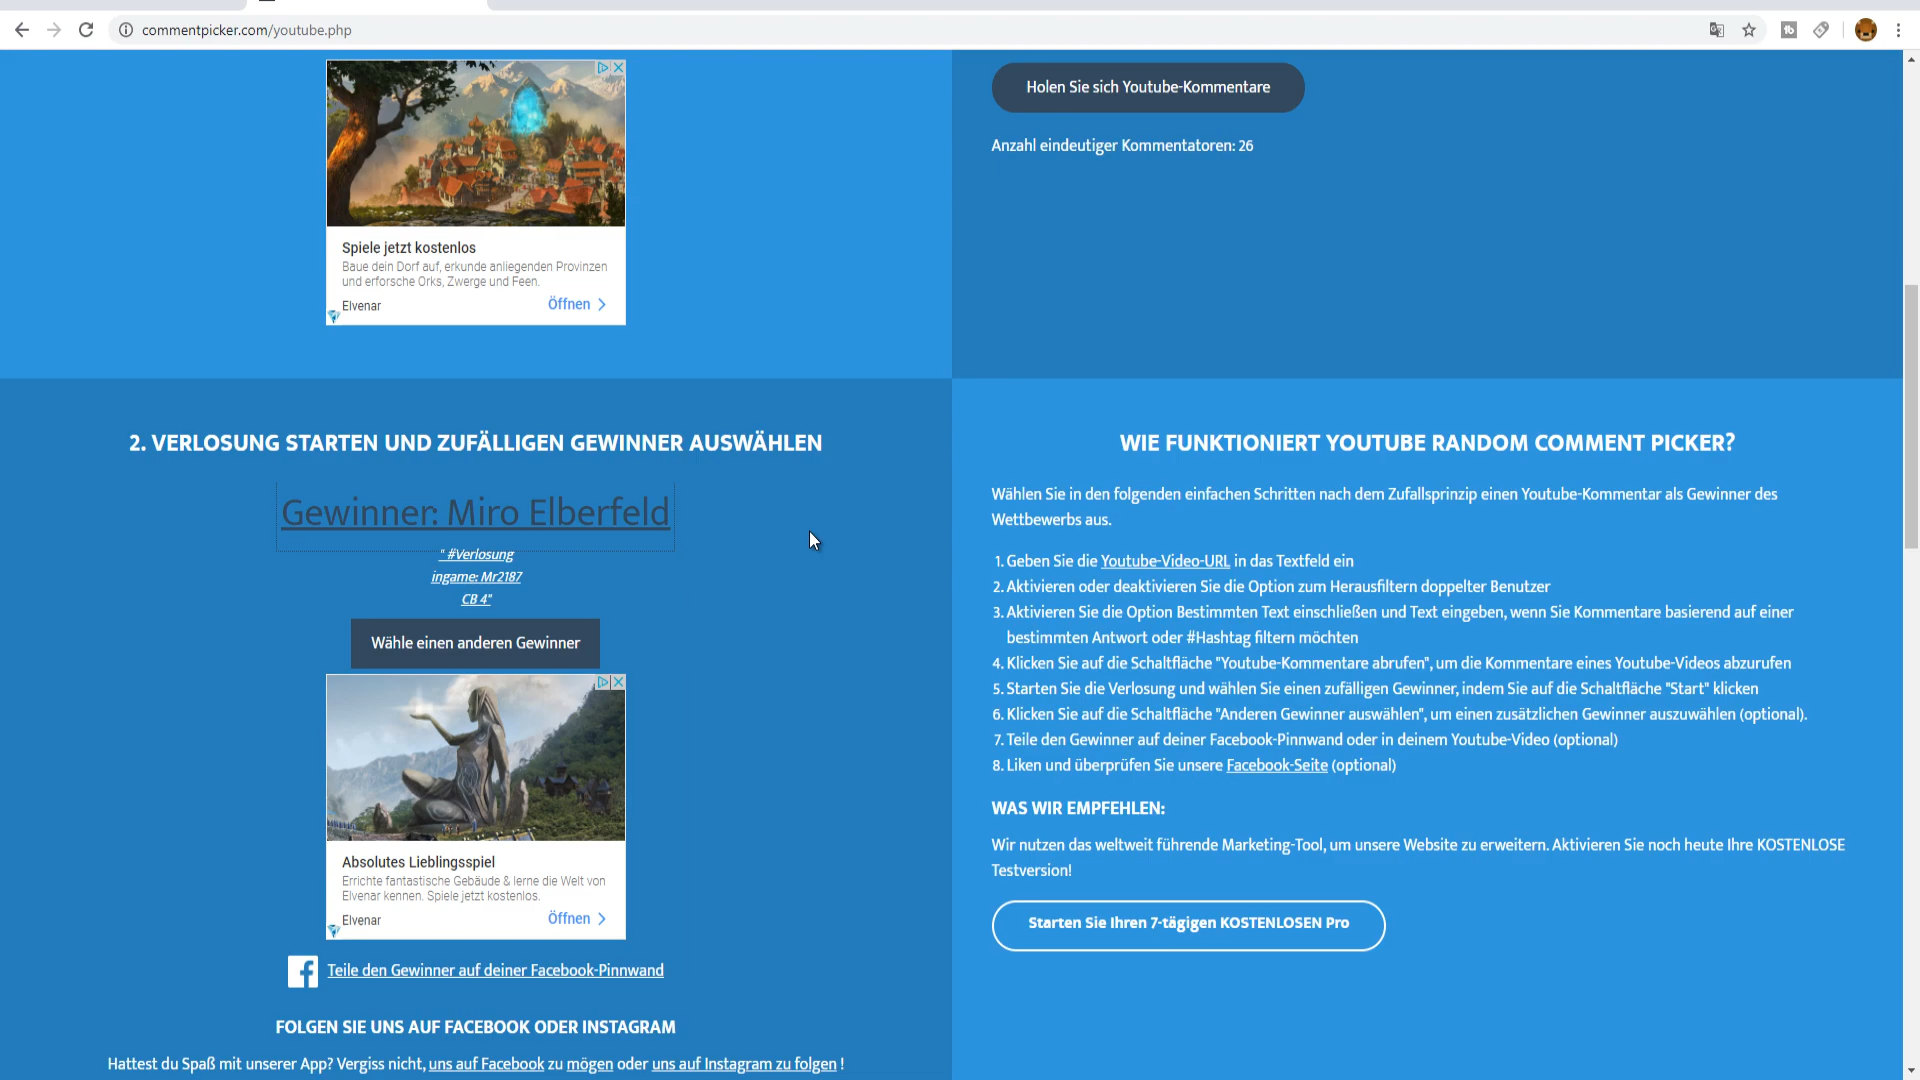 commentpicker.com/youtube.php
Spiele jetzt kostenlos
Baue dein Dorf auf, erkunde anliegenden Provinzen
und erforsche Orks, Zwerge und Feen.
Elvenar
Öffnen
Holen Sie sich Youtube-Kommentare
Anzahl eindeutiger Kommentatoren: 26
2. VERLOSUNG STARTEN UND ZUFÄLLIGEN GEWINNER AUSWÄHLEN
Gewinner: Miro Elberfeld
" #Verlosung
ingame: Mr2187
CB 4"
Wähle einen anderen Gewinner
Absolutes Lieblingsspiel
Errichte fantastische Gebäude & lerne die Welt von
Elvenar kennen. Spiele jetzt kostenlos.
Elvenar
Öffnen
Teile den Gewinner auf deiner Facebook-Pinnwand
FOLGEN SIE UNS AUF FACEBOOK ODER INSTAGRAM
Hattest du Spaß mit unserer App? Vergiss nicht, uns auf Facebook zu mögen oder uns auf Instagram zu folgen !
WIE FUNKTIONIERT YOUTUBE RANDOM COMMENT PICKER?
Wählen Sie in den folgenden einfachen Schritten nach dem Zufallsprinzip einen Youtube-Kommentar als Gewinner des
Wettbewerbs aus.
1. Geben Sie die Youtube-Video-URL in das Textfeld ein
2. Aktivieren oder deaktivieren Sie die Option zum Herausfiltern doppelter Benutzer
3. Aktivieren Sie die Option Bestimmten Text einschließen und Text eingeben, wenn Sie Kommentare basierend auf einer
bestimmten Antwort oder #Hashtag filtern möchten
4. Klicken Sie auf die Schaltfläche "Youtube-Kommentare abrufen", um die Kommentare eines Youtube-Videos abzurufen
5. Starten Sie die Verlosung und wählen Sie einen zufälligen Gewinner, indem Sie auf die Schaltfläche "Start" klicken
6. Klicken Sie auf die Schaltfläche "Anderen Gewinner auswählen", um einen zusätzlichen Gewinner auszuwählen (optional).
7. Teile den Gewinner auf deiner Facebook-Pinnwand oder in deinem Youtube-Video (optional)
8. Liken und überprüfen Sie unsere Facebook-Seite (optional)
WAS WIR EMPFEHLEN:
Wir nutzen das weltweit führende Marketing-Tool, um unsere Website zu erweitern. Aktivieren Sie noch heute Ihre KOSTENLOSE
Testversion!
Starten Sie Ihren 7-tägigen KOSTENLOSEN Pro